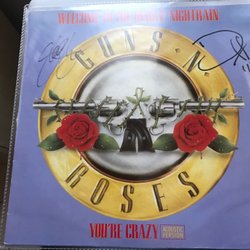 WELCOME TO THE JUNGLE NIGHTRAIN
GUNS N'
ROSES
YOU'RE CRAZY ACOUSTIC VERSION